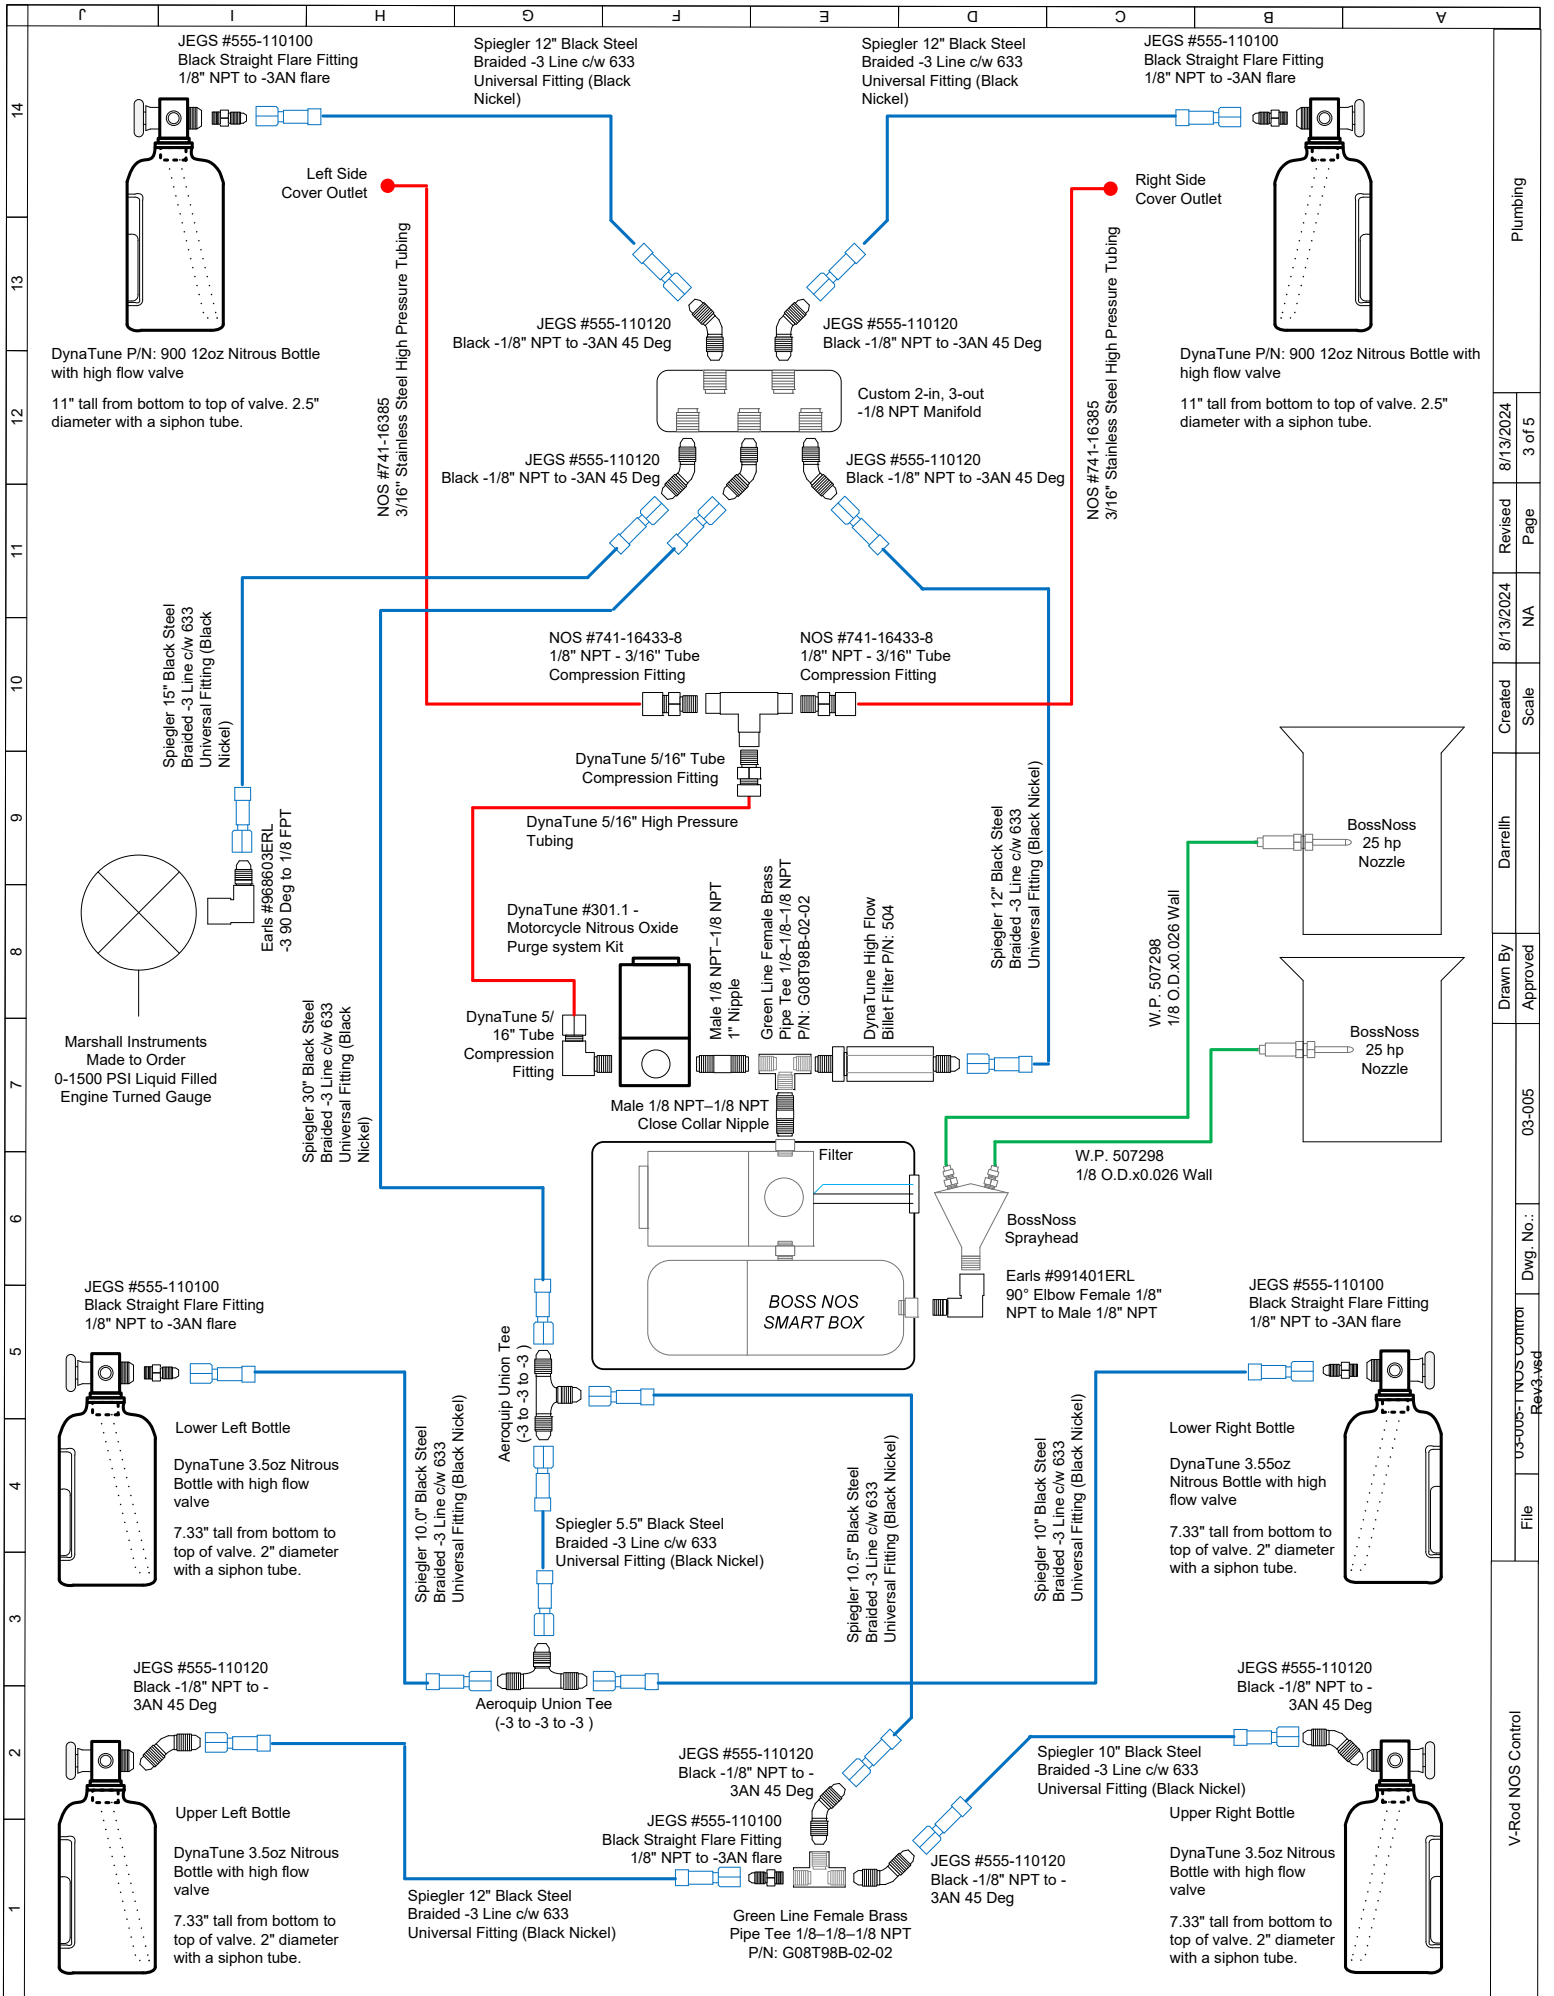 J
I
H
G
F
E
D
C
B
A
14
13
12
11
10
9
8
7
6
5
4
3
2
1
JEGS #555-110100
Black Straight Flare Fitting
1/8" NPT to -3AN flare
Spiegler 12" Black Steel
Braided -3 Line c/w 633
Universal Fitting (Black
Nickel)
Spiegler 12" Black Steel
Braided -3 Line c/w 633
Universal Fitting (Black
Nickel)
JEGS #555-110100
Black Straight Flare Fitting
1/8" NPT to -3AN flare
Left Side
Cover Outlet
Right Side
Cover Outlet
NOS #741-16385
3/16" Stainless Steel High Pressure Tubing
NOS #741-16385
3/16" Stainless Steel High Pressure Tubing
DynaTune P/N: 900 12oz Nitrous Bottle
with high flow valve
11" tall from bottom to top of valve. 2.5"
diameter with a siphon tube.
JEGS #555-110120
Black -1/8" NPT to -3AN 45 Deg
JEGS #555-110120
Black -1/8" NPT to -3AN 45 Deg
DynaTune P/N: 900 12oz Nitrous Bottle with
high flow valve
11" tall from bottom to top of valve. 2.5"
diameter with a siphon tube.
Custom 2-in, 3-out
-1/8 NPT Manifold
JEGS #555-110120
Black -1/8" NPT to -3AN 45 Deg
JEGS #555-110120
Black -1/8" NPT to -3AN 45 Deg
Spiegler 15" Black Steel
Braided -3 Line c/w 633
Universal Fitting (Black
Nickel)
NOS #741-16433-8
1/8" NPT - 3/16" Tube
Compression Fitting
NOS #741-16433-8
1/8" NPT - 3/16" Tube
Compression Fitting
DynaTune 5/16" Tube
Compression Fitting
DynaTune 5/16" High Pressure
Tubing
Earls #968603ERL
-3 90 Deg to 1/8 FPT
Marshall Instruments
Made to Order
0-1500 PSI Liquid Filled
Engine Turned Gauge
Spiegler 30" Black Steel
Braided -3 Line c/w 633
Universal Fitting (Black
Nickel)
DynaTune #301.1 -
Motorcycle Nitrous Oxide
Purge system Kit
DynaTune 5/
16" Tube
Compression
Fitting
Male 1/8 NPT–1/8 NPT
1" Nipple
Green Line Female Brass
Pipe Tee 1/8–1/8–1/8 NPT
P/N: G08T98B-02-02
DynaTune High Flow
Billet Filter P/N: 504
Spiegler 12" Black Steel
Braided -3 Line c/w 633
Universal Fitting (Black Nickel)
BossNoss
25 hp
Nozzle
BossNoss
25 hp
Nozzle
W.P. 507298
1/8 O.D.x0.026 Wall
W.P. 507298
1/8 O.D.x0.026 Wall
Male 1/8 NPT–1/8 NPT
Close Collar Nipple
Filter
BOSS NOS
SMART BOX
BossNoss
Sprayhead
Earls #991401ERL
90° Elbow Female 1/8"
NPT to Male 1/8" NPT
JEGS #555-110100
Black Straight Flare Fitting
1/8" NPT to -3AN flare
JEGS #555-110100
Black Straight Flare Fitting
1/8" NPT to -3AN flare
Aeroquip Union Tee
(-3 to -3 to -3 )
Lower Left Bottle
DynaTune 3.5oz Nitrous
Bottle with high flow
valve
7.33" tall from bottom to
top of valve. 2" diameter
with a siphon tube.
Spiegler 10.0" Black Steel
Braided -3 Line c/w 633
Universal Fitting (Black Nickel)
Spiegler 5.5" Black Steel
Braided -3 Line c/w 633
Universal Fitting (Black Nickel)
Spiegler 10.5" Black Steel
Braided -3 Line c/w 633
Universal Fitting (Black Nickel)
Spiegler 10" Black Steel
Braided -3 Line c/w 633
Universal Fitting (Black Nickel)
Lower Right Bottle
DynaTune 3.55oz
Nitrous Bottle with high
flow valve
7.33" tall from bottom to
top of valve. 2" diameter
with a siphon tube.
JEGS #555-110120
Black -1/8" NPT to -
3AN 45 Deg
Aeroquip Union Tee
(-3 to -3 to -3 )
JEGS #555-110120
Black -1/8" NPT to -
3AN 45 Deg
JEGS #555-110120
Black -1/8" NPT to -
3AN 45 Deg
Spiegler 10" Black Steel
Braided -3 Line c/w 633
Universal Fitting (Black Nickel)
Upper Left Bottle
DynaTune 3.5oz Nitrous
Bottle with high flow
valve
7.33" tall from bottom to
top of valve. 2" diameter
with a siphon tube.
JEGS #555-110100
Black Straight Flare Fitting
1/8" NPT to -3AN flare
JEGS #555-110120
Black -1/8" NPT to -
3AN 45 Deg
Spiegler 12" Black Steel
Braided -3 Line c/w 633
Universal Fitting (Black Nickel)
Green Line Female Brass
Pipe Tee 1/8–1/8–1/8 NPT
P/N: G08T98B-02-02
Upper Right Bottle
DynaTune 3.5oz Nitrous
Bottle with high flow
valve
7.33" tall from bottom to
top of valve. 2" diameter
with a siphon tube.
V-Rod NOS Control
File
03-005-1 NOS Control
Rev3.vsd
Dwg. No.:
03-005
Drawn By
Darrellh
Approved
Created
8/13/2024
Scale
NA
Revised
8/13/2024
Page
3 of 5
Plumbing